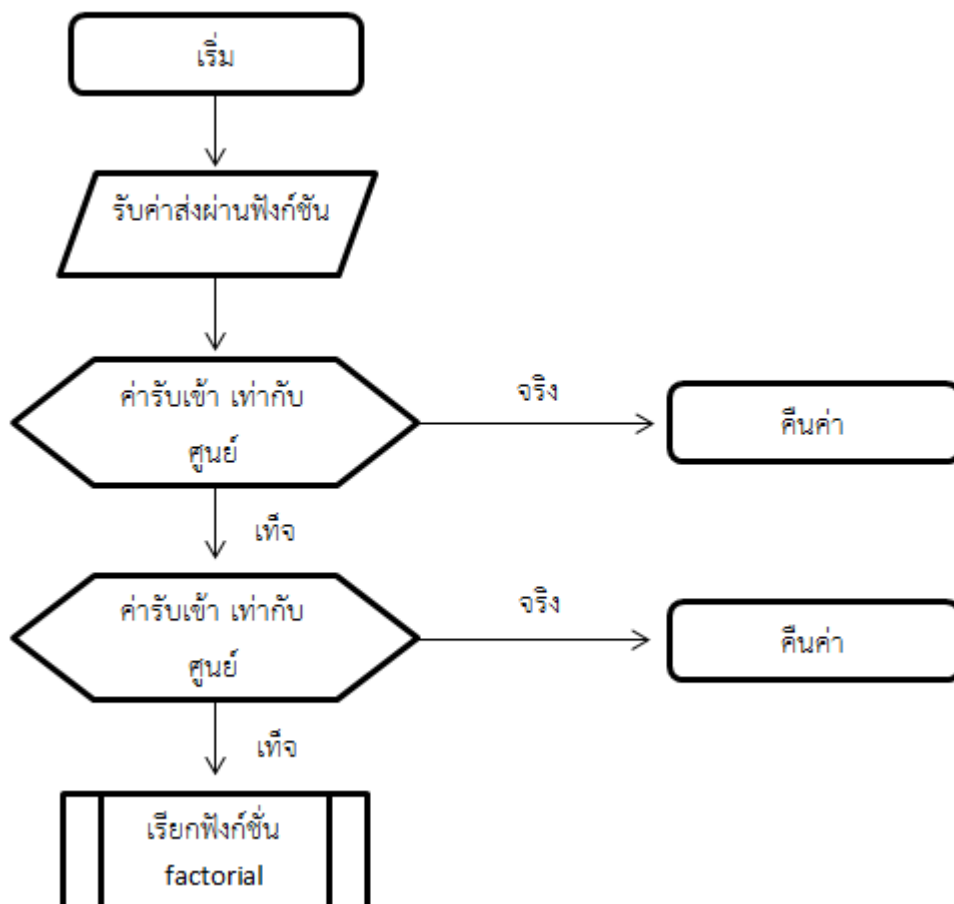 เริ่ม
รับค่าส่งผ่านฟังก์ชัน
ค่ารับเข้า เท่ากับ
ศูนย์
จริง
คืนค่า
เท็จ
ค่ารับเข้า เท่ากับ
ศูนย์
จริง
คืนค่า
เท็จ
เรียกฟังก์ชั่น
factorial